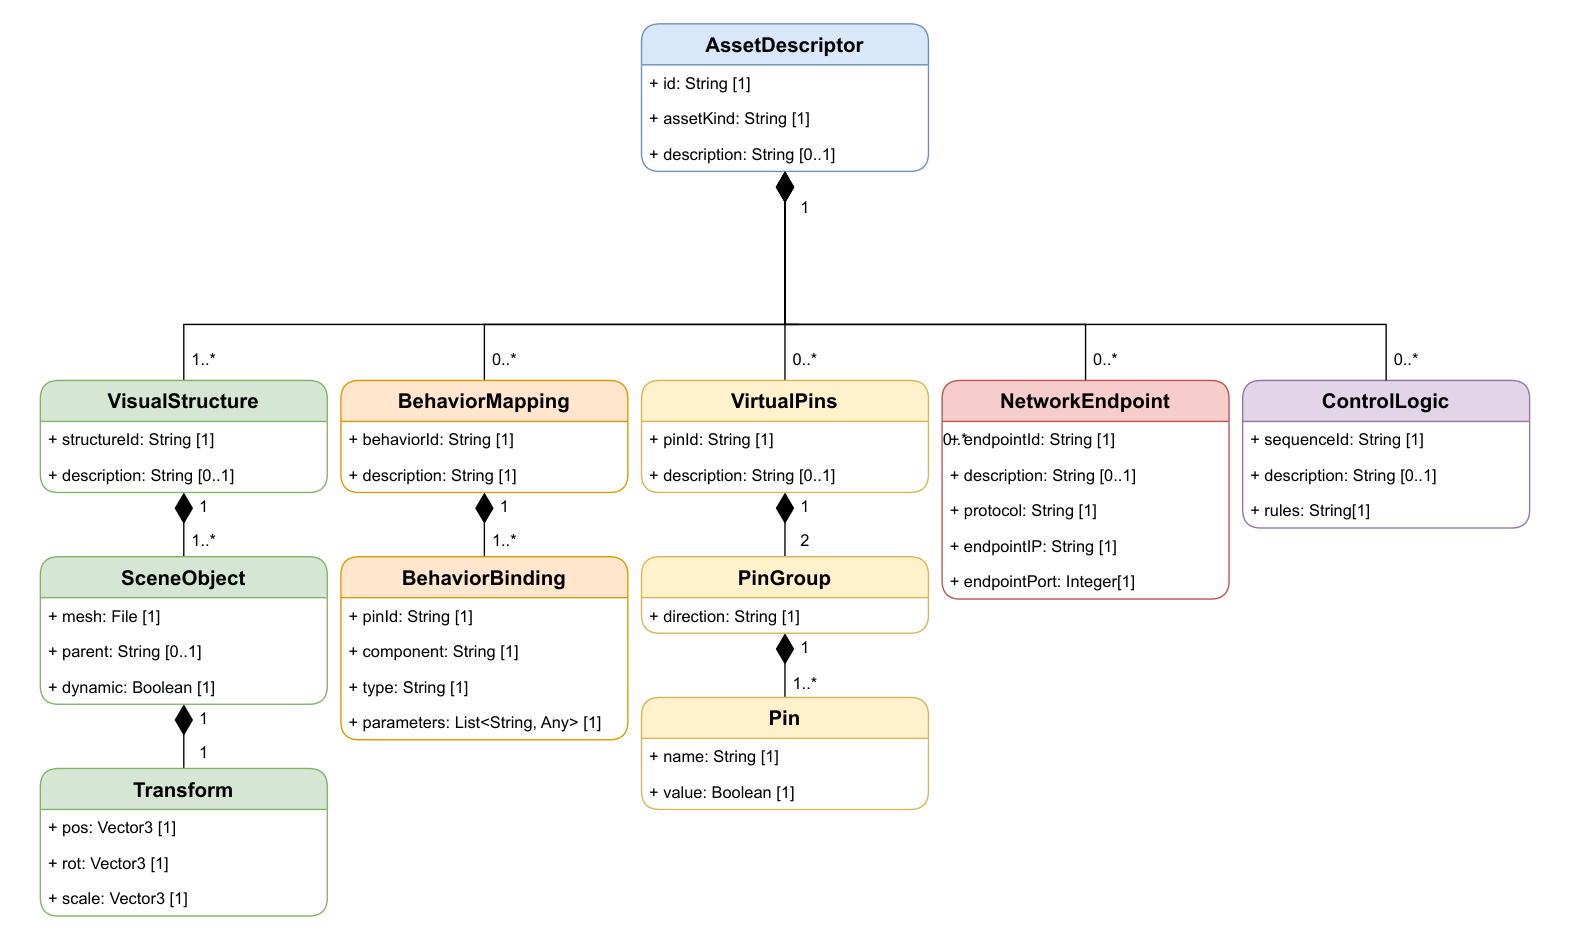 AssetDescriptor
+ id: String [1]
+ assetKind: String [1]
+ description: String [0..1]
1
1..*
0..*
0..*
0..*
0..*
VisualStructure
+ structureId: String [1]
+ description: String [0..1]
1
1..*
SceneObject
+ mesh: File [1]
+ parent: String [0..1]
+ dynamic: Boolean [1]
1
1
Transform
+ pos: Vector3 [1]
+ rot: Vector3 [1]
+ scale: Vector3 [1]
BehaviorMapping
+ behaviorId: String [1]
+ description: String [1]
1
1..*
BehaviorBinding
+ pinId: String [1]
+ component: String [1]
+ type: String [1]
+ parameters: List<String, Any> [1]
VirtualPins
+ pinId: String [1]
+ description: String [0..1]
1
2
PinGroup
+ direction: String [1]
1
1..*
Pin
+ name: String [1]
+ value: Boolean [1]
NetworkEndpoint
0..*
+ endpointId: String [1]
+ description: String [0..1]
+ protocol: String [1]
+ endpointIP: String [1]
+ endpointPort: Integer[1]
ControlLogic
+ sequenceId: String [1]
+ description: String [0..1]
+ rules: String[1]